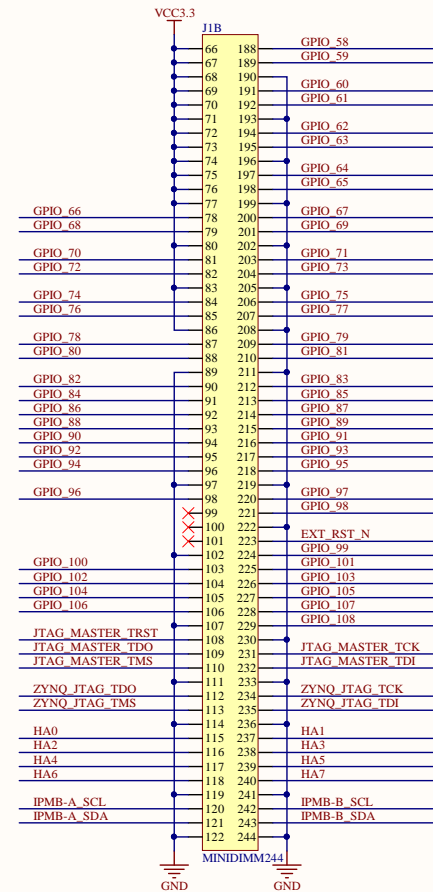 VCC3.3
J1B
66 188 GPIO_58
67 189 GPIO_59
68 190
69 191 GPIO_60
70 192 GPIO_61
71 193
72 194 GPIO_62
73 195 GPIO_63
74 196
75 197 GPIO_64
76 198 GPIO_65
77 199
GPIO_66 78 200 GPIO_67
GPIO_68 79 201 GPIO_69
80 202
GPIO_70 81 203 GPIO_71
GPIO_72 82 204 GPIO_73
83 205
GPIO_74 84 206 GPIO_75
GPIO_76 85 207 GPIO_77
86 208
GPIO_78 87 209 GPIO_79
GPIO_80 88 210 GPIO_81
89 211
GPIO_82 90 212 GPIO_83
GPIO_84 91 213 GPIO_85
GPIO_86 92 214 GPIO_87
GPIO_88 93 215 GPIO_89
GPIO_90 94 216 GPIO_91
GPIO_92 95 217 GPIO_93
GPIO_94 96 218 GPIO_95
97 219
GPIO_96 98 220 GPIO_97
99 221 GPIO_98
100 222
101 223 EXT_RST_N
102 224 GPIO_99
GPIO_100 103 225 GPIO_101
GPIO_102 104 226 GPIO_103
GPIO_104 105 227 GPIO_105
GPIO_106 106 228 GPIO_107
107 229 GPIO_108
JTAG_MASTER_TRST 108 230
JTAG_MASTER_TDO 109 231 JTAG_MASTER_TCK
JTAG_MASTER_TMS 110 232 JTAG_MASTER_TDI
111 233
ZYNQ_JTAG_TDO 112 234 ZYNQ_JTAG_TCK
ZYNQ_JTAG_TMS 113 235 ZYNQ_JTAG_TDI
114 236
HA0 115 237 HA1
HA2 116 238 HA3
HA4 117 239 HA5
HA6 118 240 HA7
119 241
IPMB-A_SCL 120 242 IPMB-B_SCL
IPMB-A_SDA 121 243 IPMB-B_SDA
122 244
MINIDIMM244
GND GND